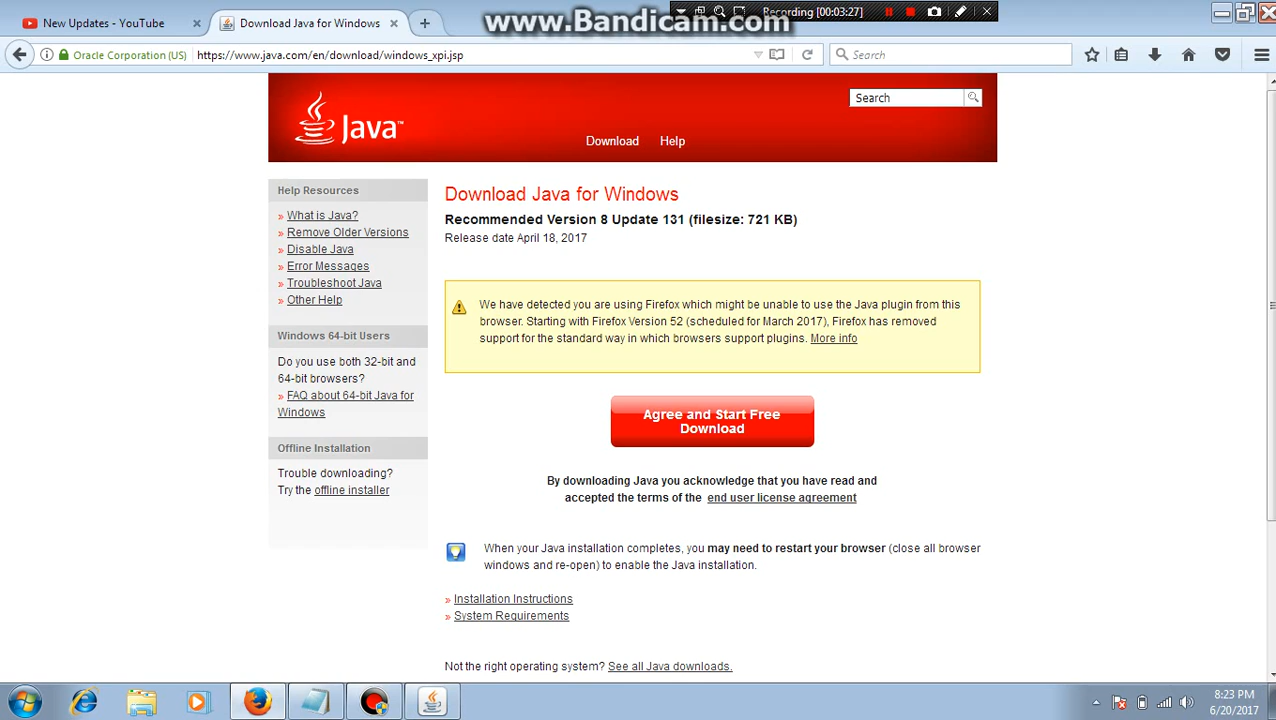 New Updates - YouTube
Download Java for Windows
www.Bandicam.com
Recording [00:03:27]
Oracle Corporation (US)
https://www.java.com/en/download/windows_xpi.jsp
Search
Java™
Search
Download Help
Help Resources
» What is Java?
» Remove Older Versions
» Disable Java
» Error Messages
» Troubleshoot Java
» Other Help
Windows 64-bit Users
Do you use both 32-bit and
64-bit browsers?
» FAQ about 64-bit Java for
Windows
Offline Installation
Trouble downloading?
Try the offline installer
Download Java for Windows
Recommended Version 8 Update 131 (filesize: 721 KB)
Release date April 18, 2017
We have detected you are using Firefox which might be unable to use the Java plugin from this
browser. Starting with Firefox Version 52 (scheduled for March 2017), Firefox has removed
support for the standard way in which browsers support plugins. More info
Agree and Start Free
Download
By downloading Java you acknowledge that you have read and
accepted the terms of the end user license agreement
When your Java installation completes, you may need to restart your browser (close all browser
windows and re-open) to enable the Java installation.
» Installation Instructions
» System Requirements
Not the right operating system? See all Java downloads.
8:23 PM
6/20/2017